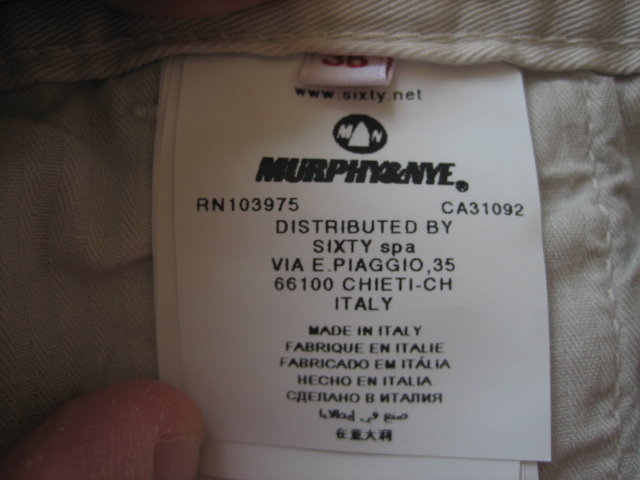 36
www.sixty.net
M N
MURPHY&NYE®
RN103975 CA31092
DISTRIBUTED BY
SIXTY spa
VIA E.PIAGGIO,35
66100 CHIETI-CH
ITALY
MADE IN ITALY
FABRIQUE EN ITALIE
FABRICADO EM ITÁLIA
HECHO EN ITALIA
СДЕЛАНО В ИТАЛИЯ
صنع في إيطاليا
在意大利